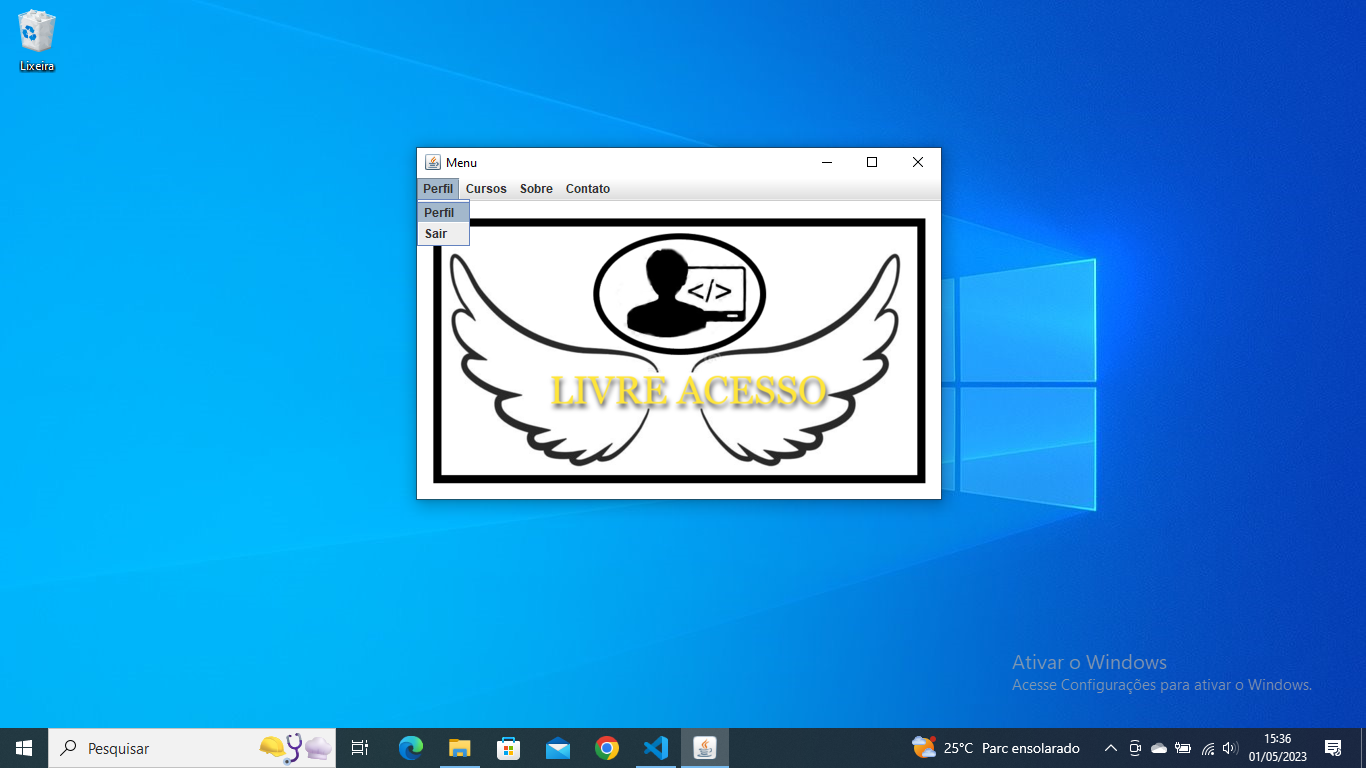 Lixeira
Menu
Perfil Cursos Sobre Contato
Perfil
Sair
</>
LIVRE ACESSO
Ativar o Windows
Acesse Configurações para ativar o Windows.
Pesquisar
25°C Parc ensolarado
15:36
01/05/2023